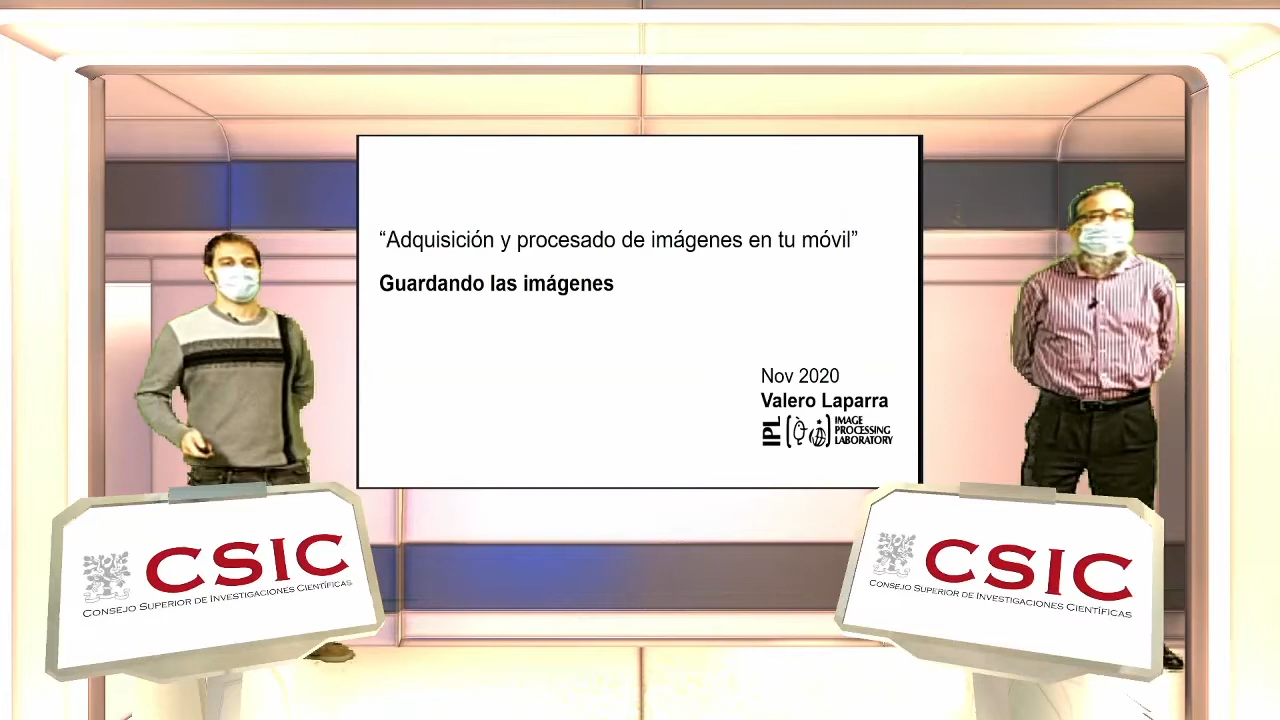 “Adquisición y procesado de imágenes en tu móvil”
Guardando las imágenes
Nov 2020
Valero Laparra
IPL
IMAGE
PROCESSING
LABORATORY
CSIC
CONSEJO SUPERIOR DE INVESTIGACIONES CIENTÍFICAS
CSIC
CONSEJO SUPERIOR DE INVESTIGACIONES CIENTÍFICAS